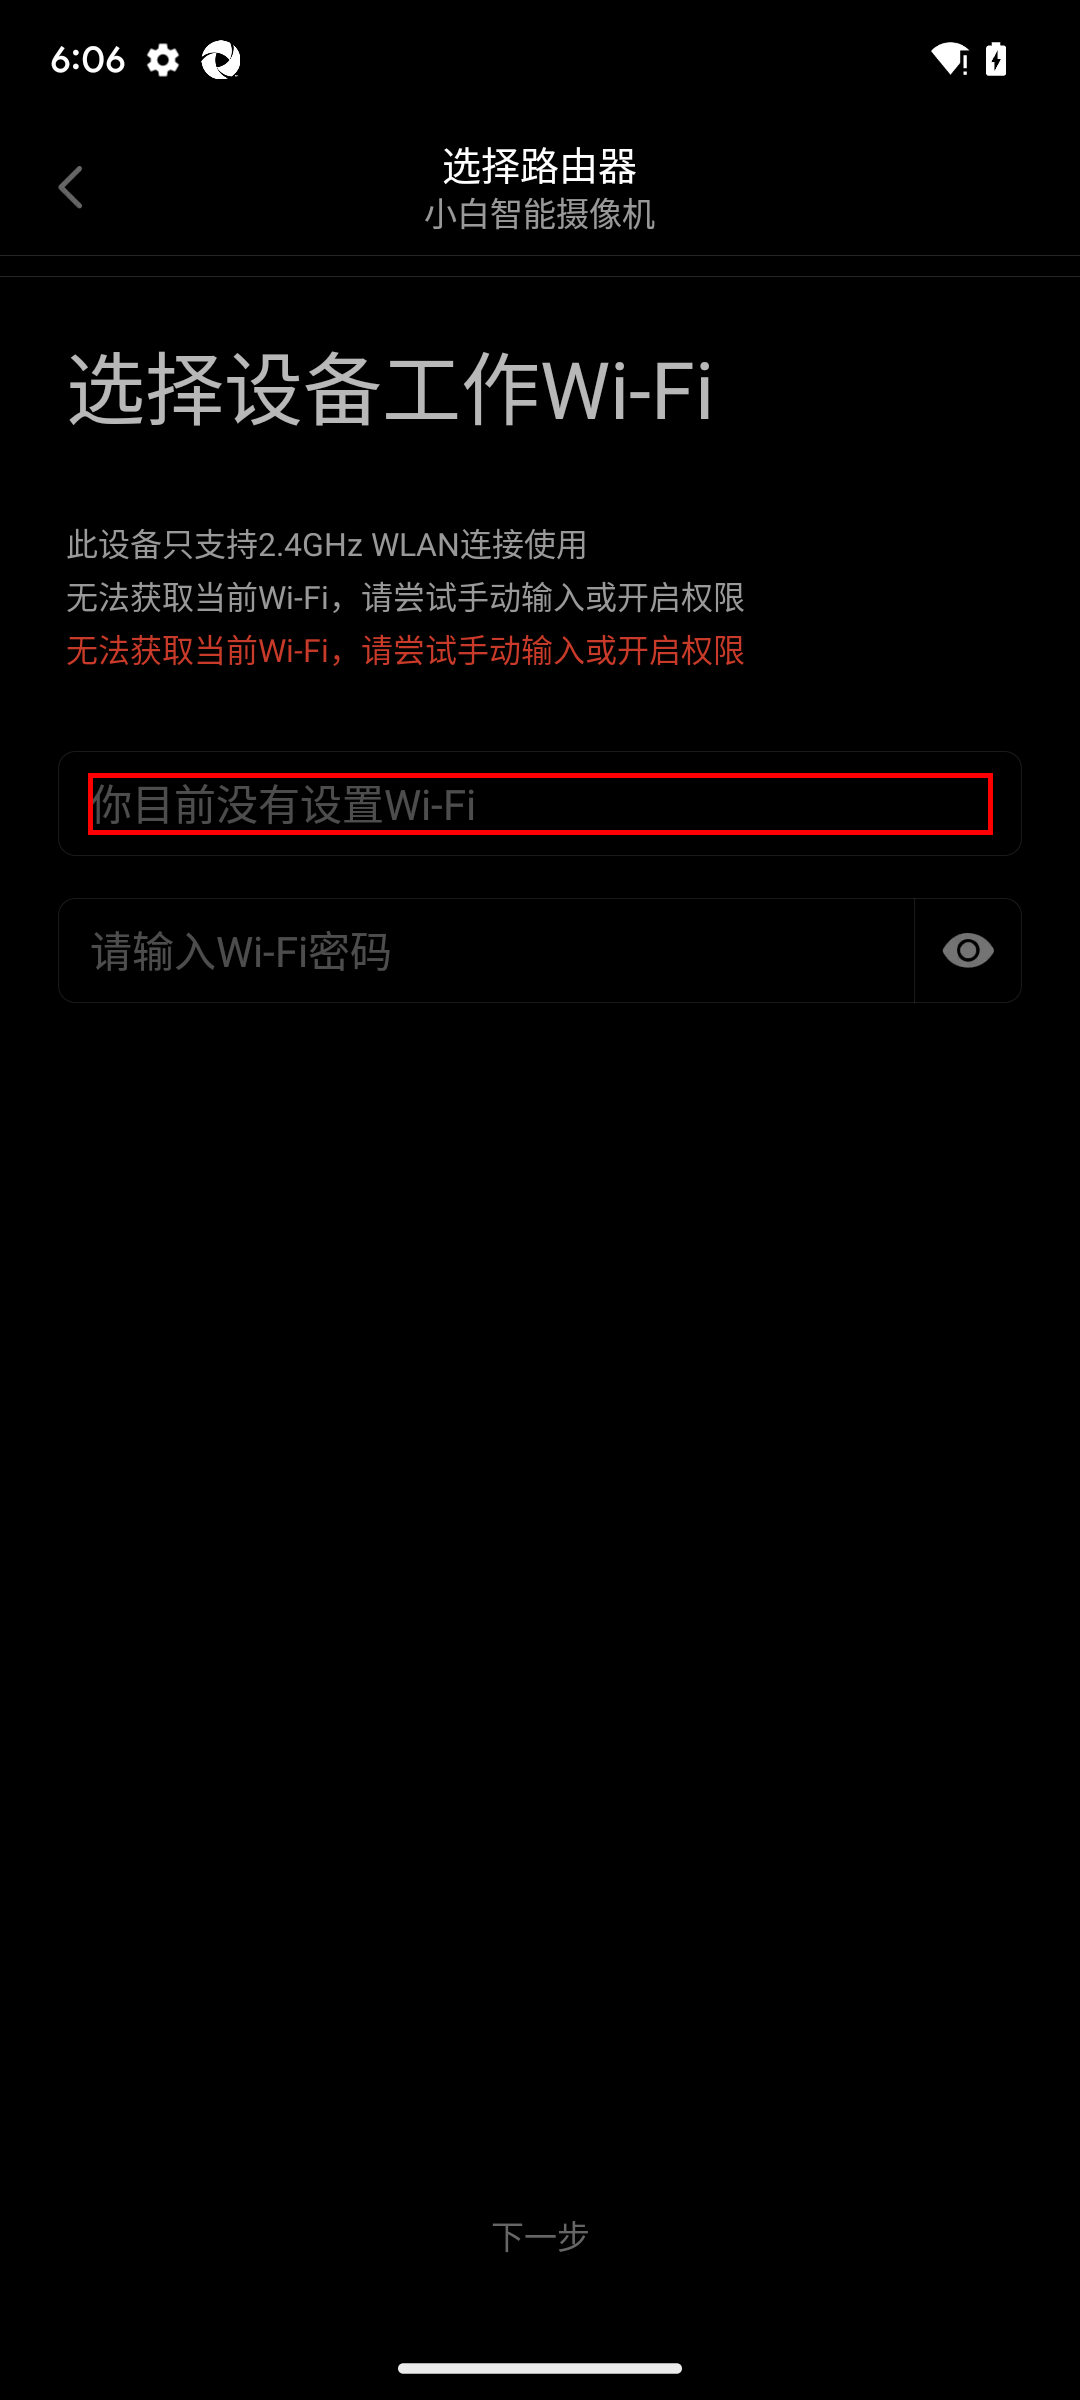 6:06
选择路由器
小白智能摄像机
选择设备工作Wi-Fi
此设备只支持2.4GHz WLAN连接使用
无法获取当前Wi-Fi，请尝试手动输入或开启权限
无法获取当前Wi-Fi，请尝试手动输入或开启权限
你目前没有设置Wi-Fi
请输入Wi-Fi密码
下一步